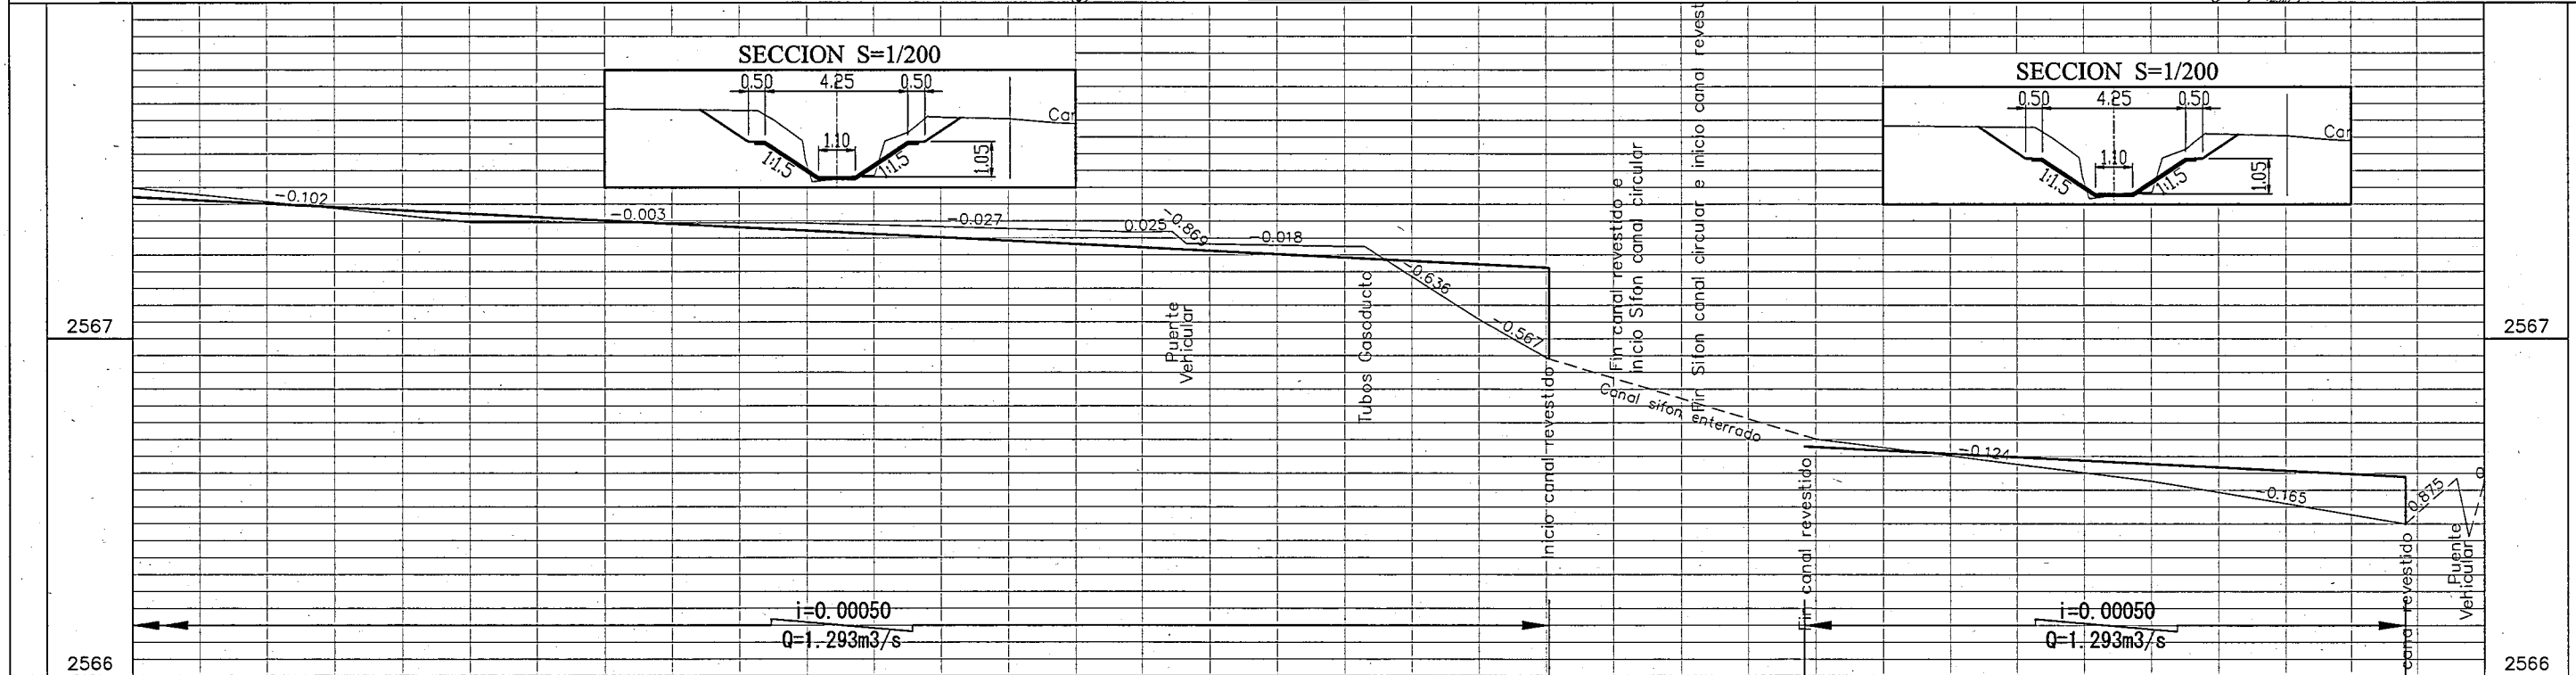 SECCION S=1/200
0.50 4.25 0.50
1.10
1:1.5 1:1.5
1.05
Car
SECCION S=1/200
0.50 4.25 0.50
1.10
1:1.5 1:1.5
1.05
Car
-0.102
-0.003
-0.027
0.025
-0.869
-0.018
-0.636
-0.567
2567
2567
Puente
Vehicular
Tubos Gasoducto
Inicio canal revestido
Fin canal revestido e
inicio Sifon canal circular
Fin Sifon canal circular e inicio canal revest
Canal sifon enterrado
Fin canal revestido
-0.124
-0.165
-0.875
canal revestido
Puente
Vehicular
i=0.00050
Q=1.293m3/s
i=0.00050
Q=1.293m3/s
2566
2566